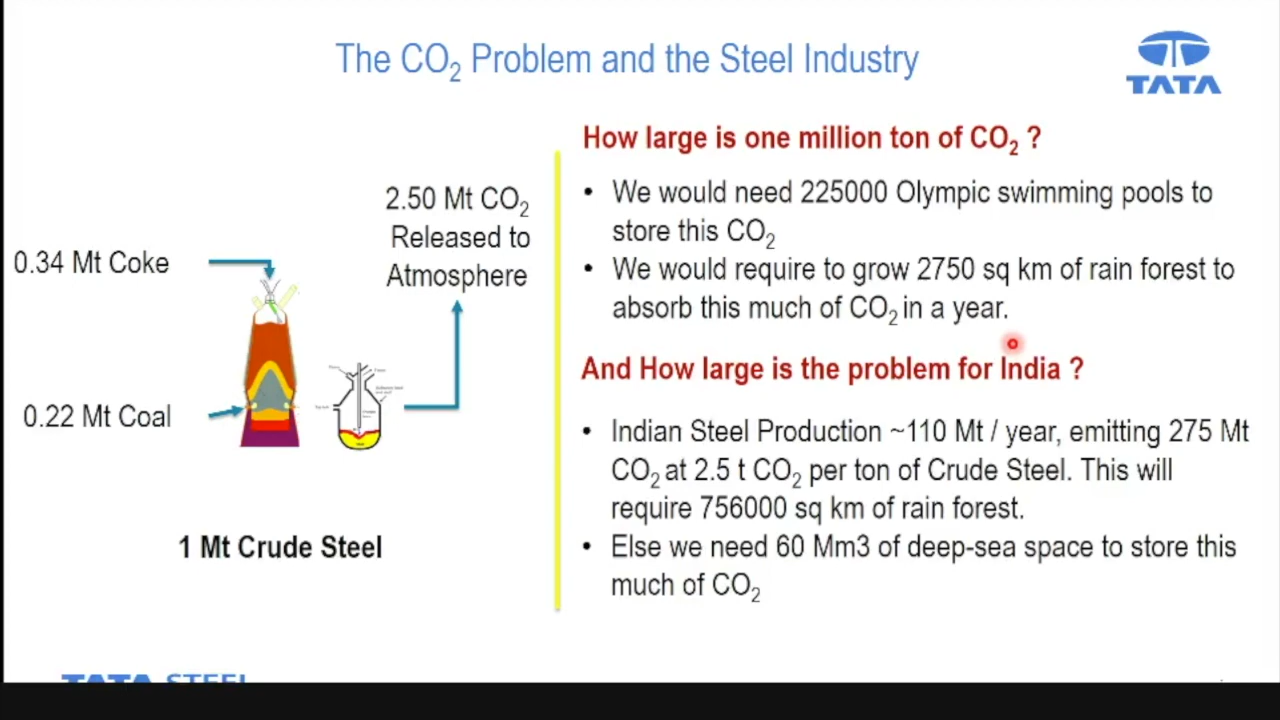 The CO₂ Problem and the Steel Industry
TATA
2.50 Mt CO₂
Released to
Atmosphere
0.34 Mt Coke
0.22 Mt Coal
1 Mt Crude Steel
How large is one million ton of CO₂ ?
• We would need 225000 Olympic swimming pools to
store this CO₂
• We would require to grow 2750 sq km of rain forest to
absorb this much of CO₂ in a year.
And How large is the problem for India ?
• Indian Steel Production ~110 Mt / year, emitting 275 Mt
CO₂ at 2.5 t CO₂ per ton of Crude Steel. This will
require 756000 sq km of rain forest.
• Else we need 60 Mm3 of deep-sea space to store this
much of CO₂
TATA STEEL